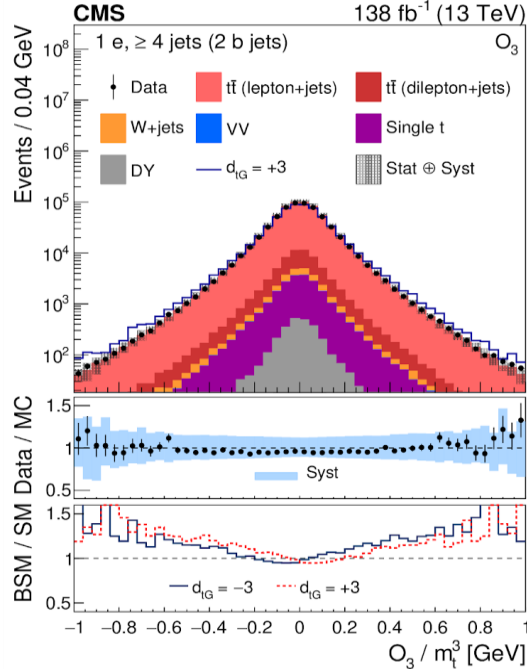 CMS 138 fb⁻¹ (13 TeV)
1 e, ≥ 4 jets (2 b jets) O₃
Data tt̄ (lepton+jets) tt̄ (dilepton+jets)
W+jets VV Single t
DY d_tG = +3 Stat ⊕ Syst
Events / 0.04 GeV
10⁸
10⁷
10⁶
10⁵
10⁴
10³
10²
Data / MC
1.5
1
0.5
Syst
BSM / SM
1.5
1
0.5
d_tG = −3 d_tG = +3
−1 −0.8 −0.6 −0.4 −0.2 0 0.2 0.4 0.6 0.8 1
O₃ / m_t³ [GeV]